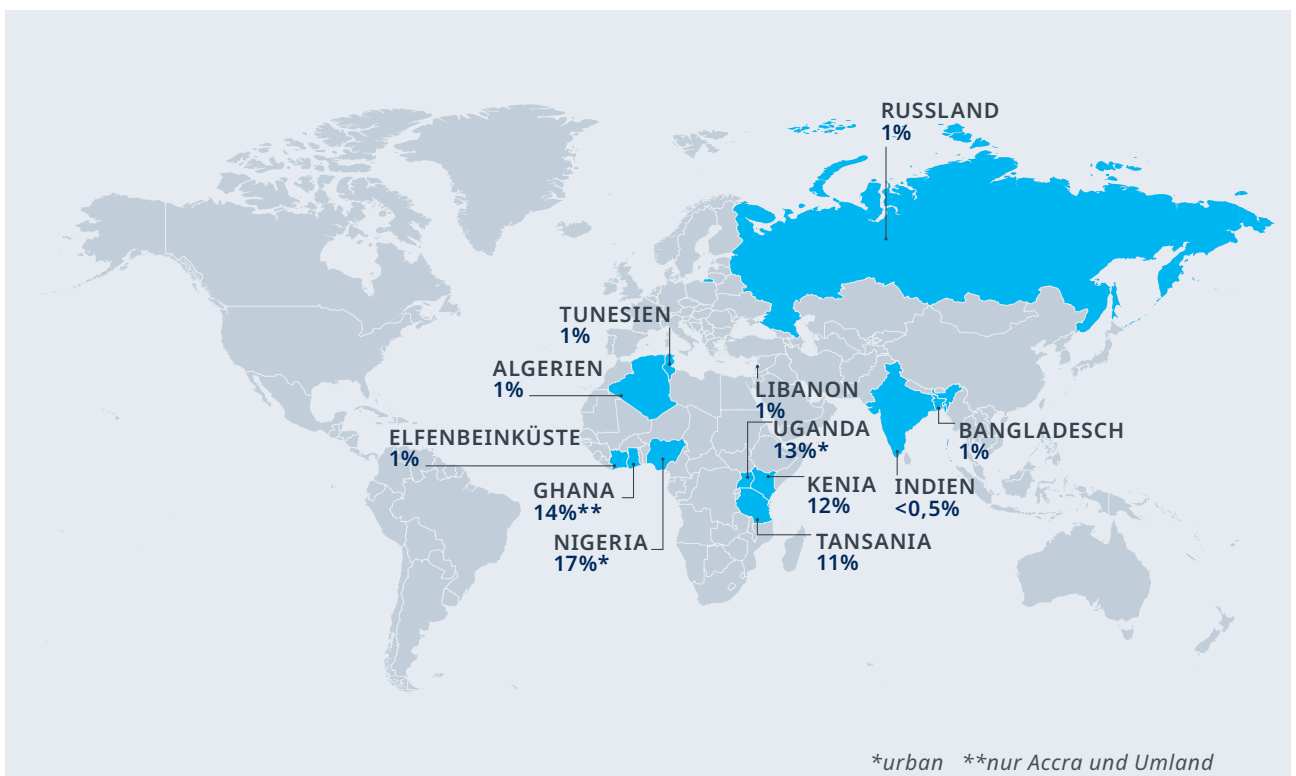 RUSSLAND
1%
TUNESIEN
1%
ALGERIEN
1%
LIBANON
1%
ELFENBEINKÜSTE
1%
UGANDA
13%*
BANGLADESCH
1%
KENIA
12%
INDIEN
<0,5%
GHANA
14%**
NIGERIA
17%*
TANSANIA
11%
*urban **nur Accra und Umland